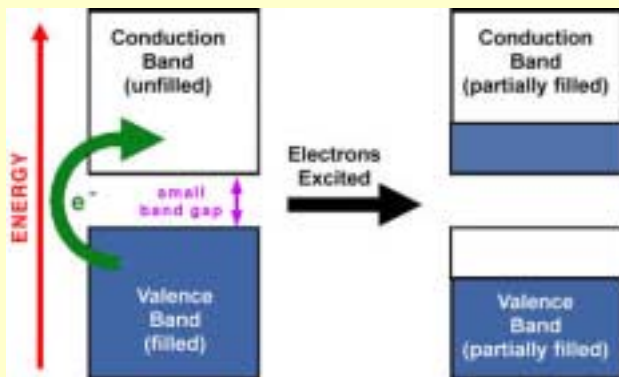 ENERGY
Conduction
Band
(unfilled)
e-
small
band gap
Valence
Band
(filled)
Electrons
Excited
Conduction
Band
(partially filled)
Valence
Band
(partially filled)